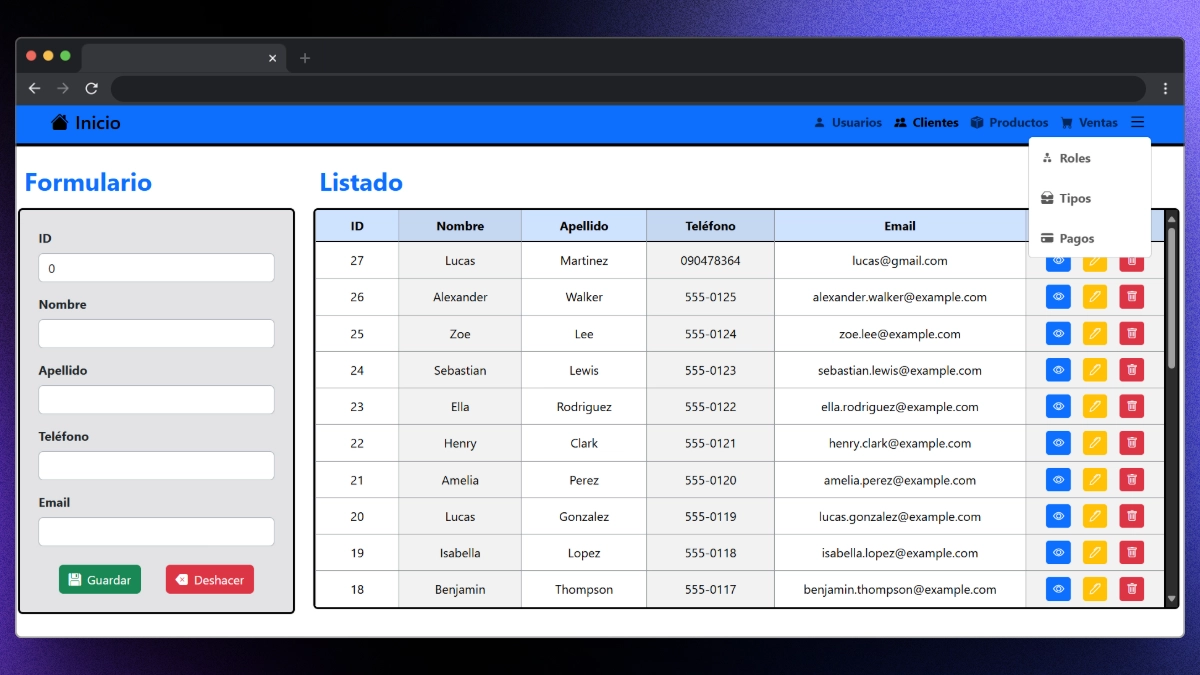 Inicio Usuarios Clientes Productos Ventas
Roles
Tipos
Pagos
Formulario
ID
0
Nombre
Apellido
Teléfono
Email
Guardar Deshacer
Listado
ID Nombre Apellido Teléfono Email
27 Lucas Martinez 090478364 lucas@gmail.com
26 Alexander Walker 555-0125 alexander.walker@example.com
25 Zoe Lee 555-0124 zoe.lee@example.com
24 Sebastian Lewis 555-0123 sebastian.lewis@example.com
23 Ella Rodriguez 555-0122 ella.rodriguez@example.com
22 Henry Clark 555-0121 henry.clark@example.com
21 Amelia Perez 555-0120 amelia.perez@example.com
20 Lucas Gonzalez 555-0119 lucas.gonzalez@example.com
19 Isabella Lopez 555-0118 isabella.lopez@example.com
18 Benjamin Thompson 555-0117 benjamin.thompson@example.com